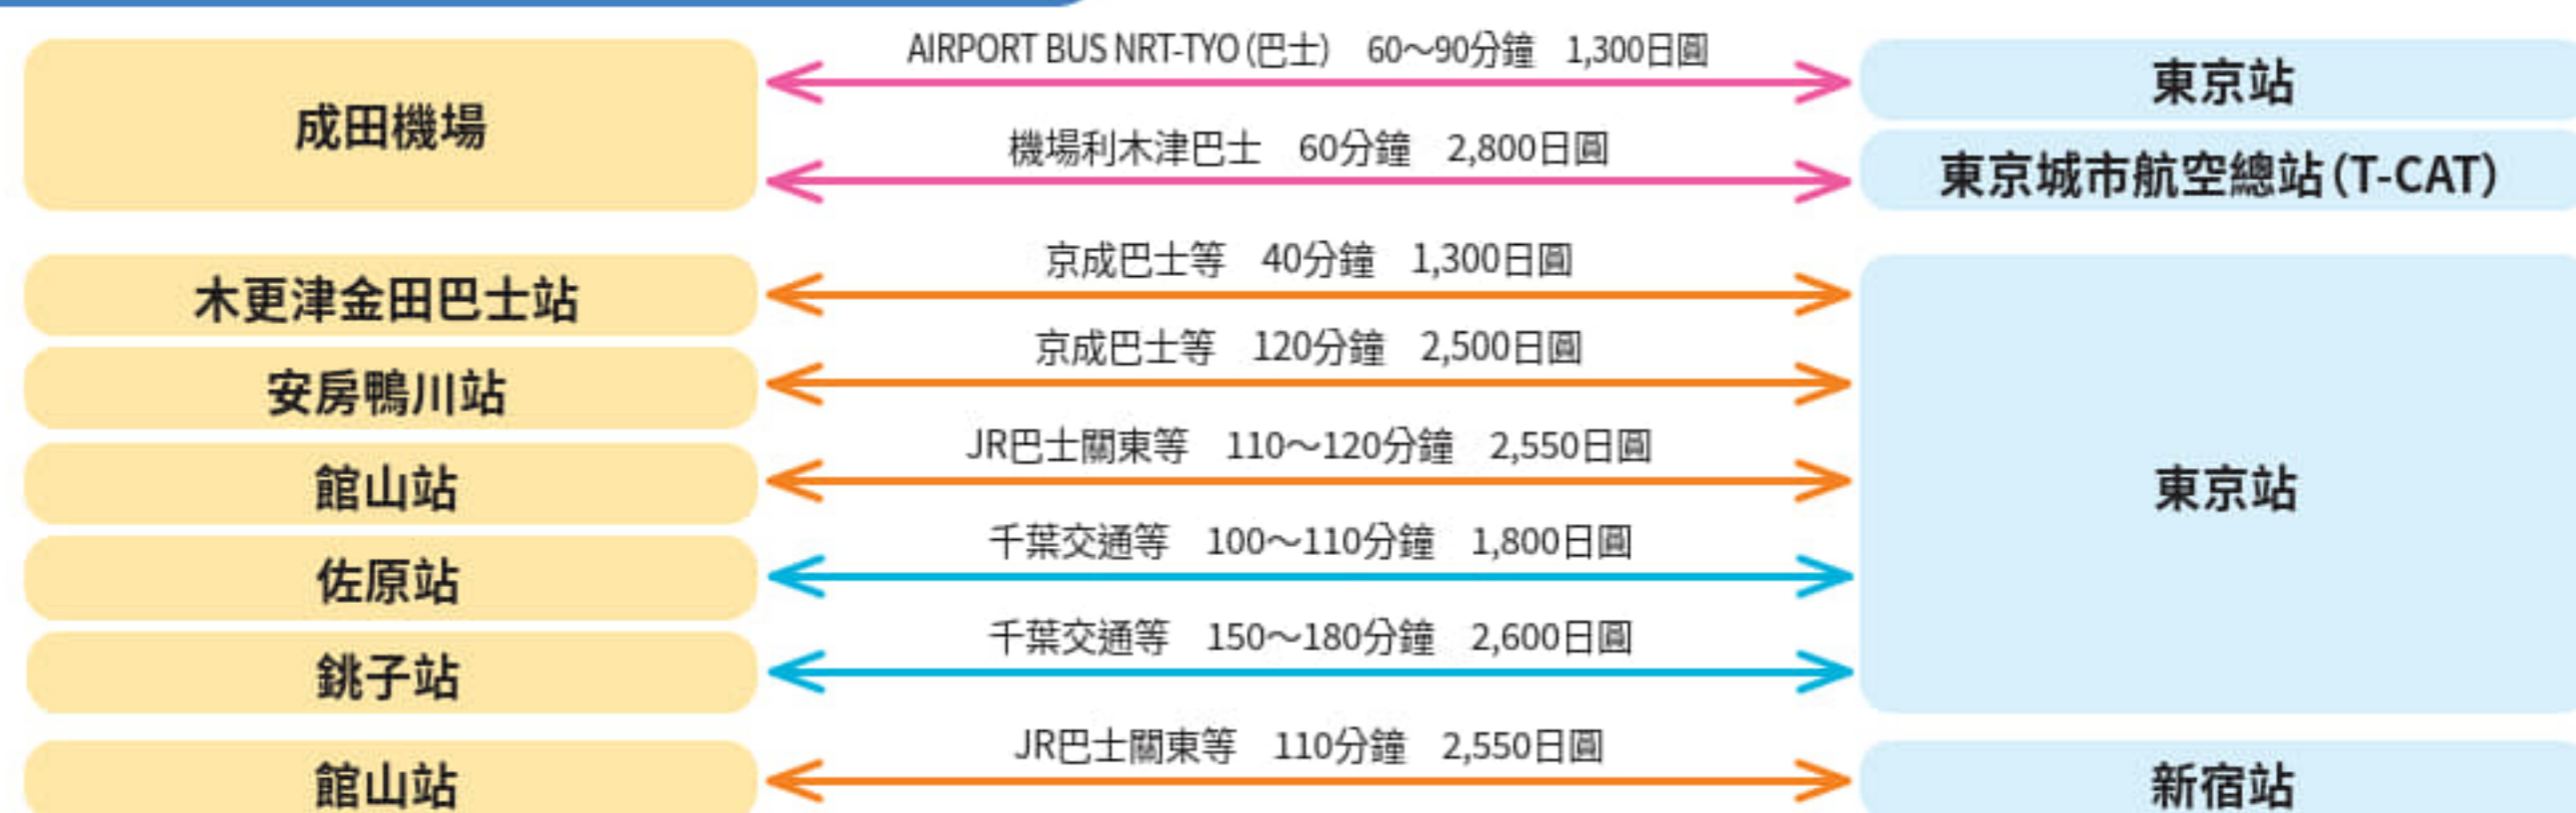 AIRPORT BUS NRT-TYO(巴士) 60～90分鐘 1,300日圓
成田機場
東京站
機場利木津巴士 60分鐘 2,800日圓
東京城市航空總站(T-CAT)
京成巴士等 40分鐘 1,300日圓
木更津金田巴士站
京成巴士等 120分鐘 2,500日圓
安房鴨川站
JR巴士關東等 110～120分鐘 2,550日圓
館山站
東京站
千葉交通等 100～110分鐘 1,800日圓
佐原站
千葉交通等 150～180分鐘 2,600日圓
銚子站
JR巴士關東等 110分鐘 2,550日圓
館山站
新宿站